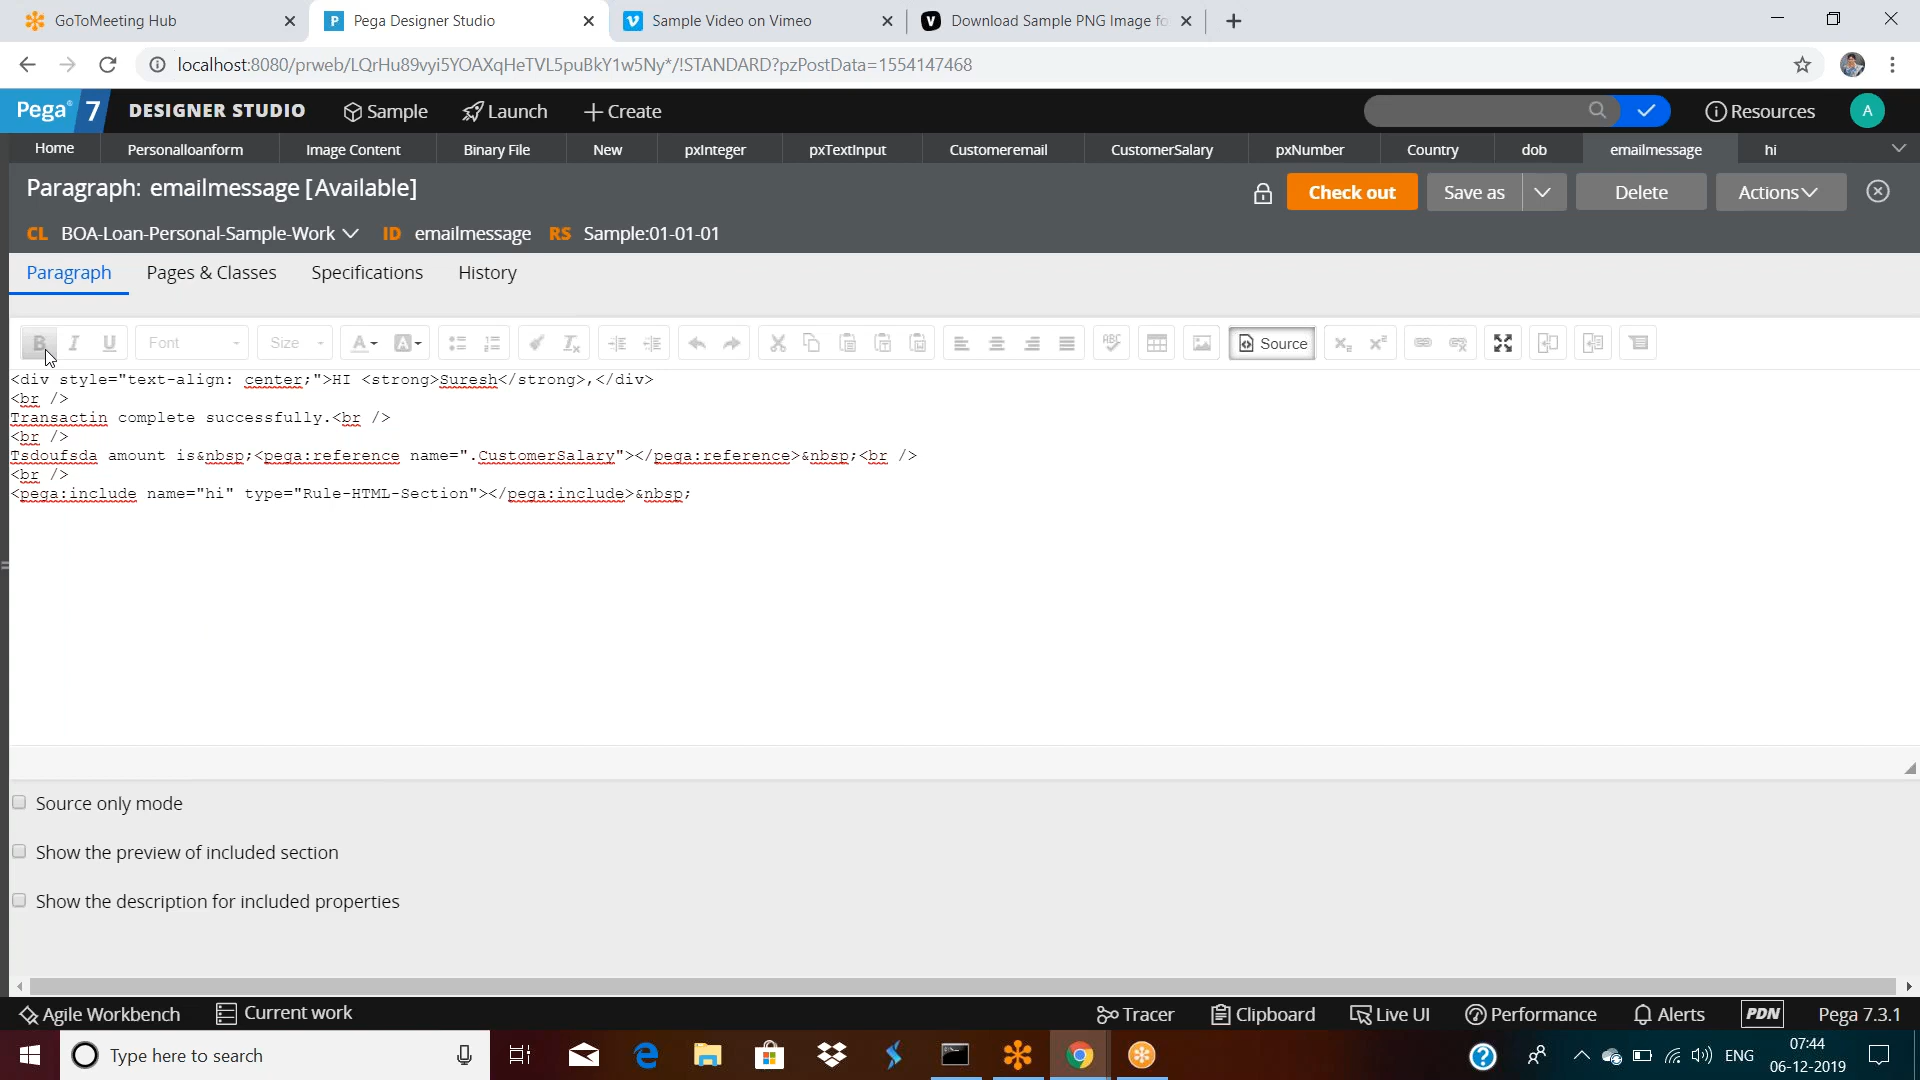 GoToMeeting Hub
Pega Designer Studio
Sample Video on Vimeo
Download Sample PNG Image fo
localhost:8080/prweb/LQrHu89vyi5YOAXqHeTVL5puBkY1w5Ny*/!STANDARD?pzPostData=1554147468
Pega 7 DESIGNER STUDIO Sample Launch Create Resources A
Home Personalloanform Image Content Binary File New pxInteger pxTextInput Customeremail CustomerSalary pxNumber Country dob emailmessage hi
Paragraph: emailmessage [Available]
Check out Save as Delete Actions
CL BOA-Loan-Personal-Sample-Work ID emailmessage RS Sample:01-01-01
Paragraph Pages & Classes Specifications History
B I U Font Size A A Source
<div style="text-align: center;">HI <strong>Suresh</strong>,</div>
<br />
Transactin complete successfully.<br />
<br />
Tsdoufsda amount is&nbsp;<pega:reference name=".CustomerSalary"></pega:reference>&nbsp;<br />
<br />
<pega:include name="hi" type="Rule-HTML-Section"></pega:include>&nbsp;
Source only mode
Show the preview of included section
Show the description for included properties
Agile Workbench Current work Tracer Clipboard Live UI Performance Alerts PDN Pega 7.3.1
Type here to search
ENG
07:44
06-12-2019